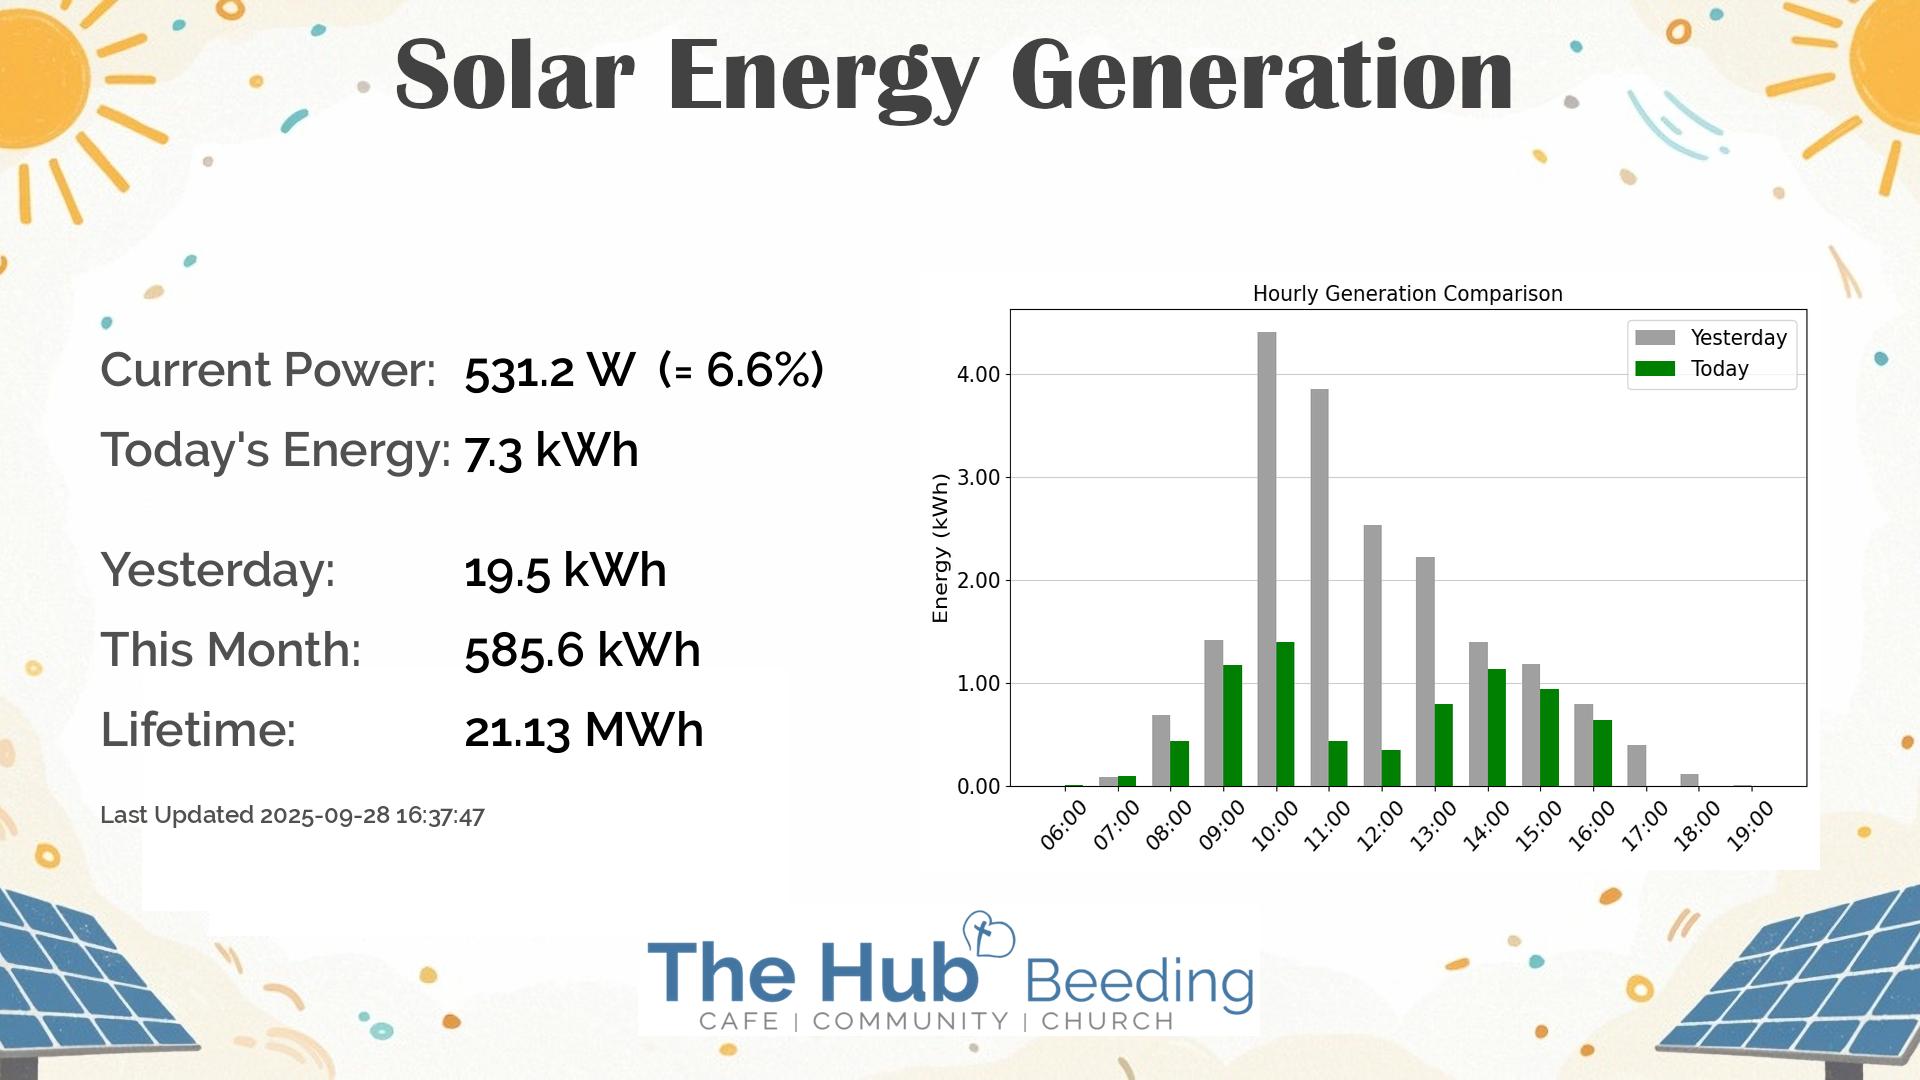 Solar Energy Generation
Current Power: 531.2 W (= 6.6%)
Today's Energy: 7.3 kWh
Yesterday: 19.5 kWh
This Month: 585.6 kWh
Lifetime: 21.13 MWh
Last Updated 2025-09-28 16:37:47
Hourly Generation Comparison
Yesterday
Today
Energy (kWh)
4.00
3.00
2.00
1.00
0.00
06:00 07:00 08:00 09:00 10:00 11:00 12:00 13:00 14:00 15:00 16:00 17:00 18:00 19:00
The Hub Beeding
CAFE | COMMUNITY | CHURCH